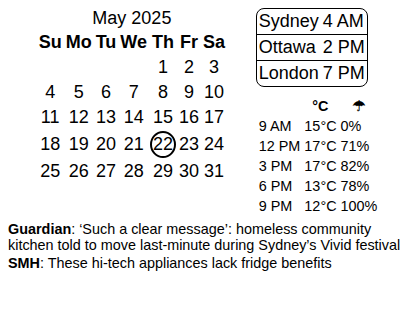 May 2025
Su Mo Tu We Th Fr Sa
1 2 3
4 5 6 7 8 9 10
11 12 13 14 15 16 17
18 19 20 21 22 23 24
25 26 27 28 29 30 31
Sydney 4 AM
Ottawa 2 PM
London 7 PM
°C ☂
9 AM 15°C 0%
12 PM 17°C 71%
3 PM 17°C 82%
6 PM 13°C 78%
9 PM 12°C 100%
Guardian: ‘Such a clear message’: homeless community
kitchen told to move last-minute during Sydney’s Vivid festival
SMH: These hi-tech appliances lack fridge benefits